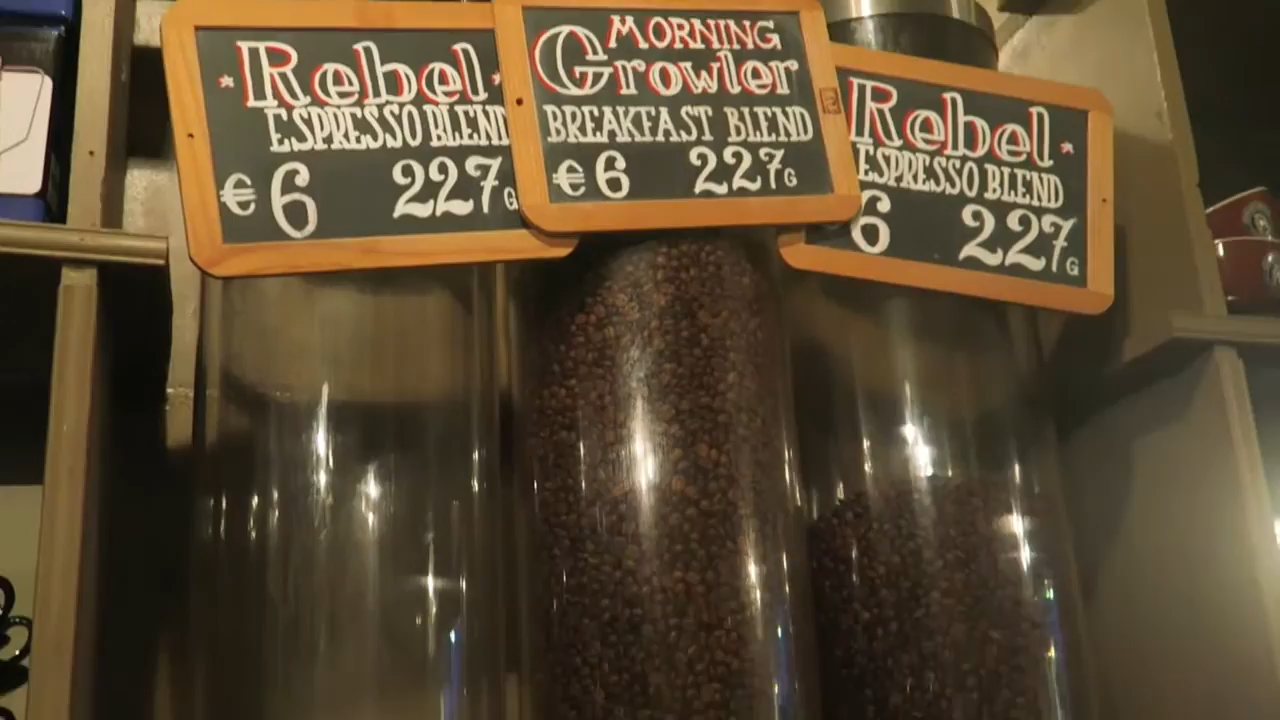 Rebel
ESPRESSO BLEND
€6 227G
MORNING
Growler
BREAKFAST BLEND
€6 227G
Rebel
ESPRESSO BLEND
6 227G